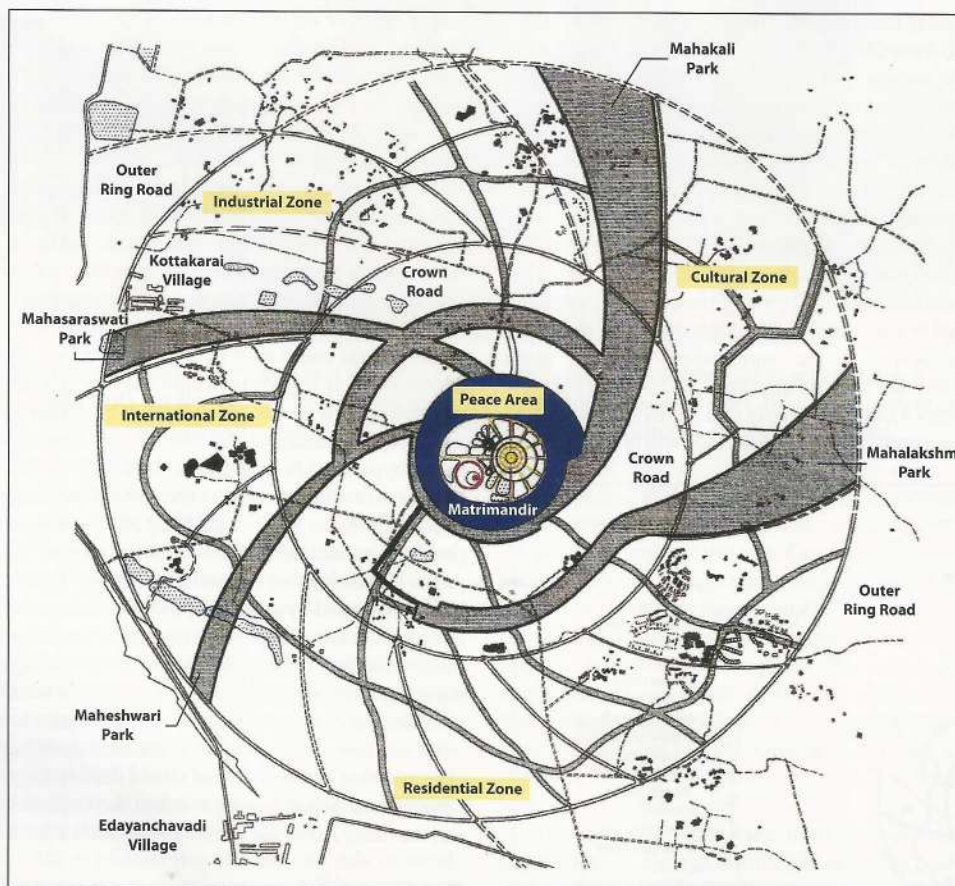 Mahakali
Park
Outer
Ring Road
Industrial Zone
Kottakarai
Village
Crown
Road
Cultural Zone
Mahasaraswati
Park
Peace Area
International Zone
Crown
Road
Mahalakshm
Park
Matrimandir
Outer
Ring Road
Maheshwari
Park
Residential Zone
Edayanchavadi
Village